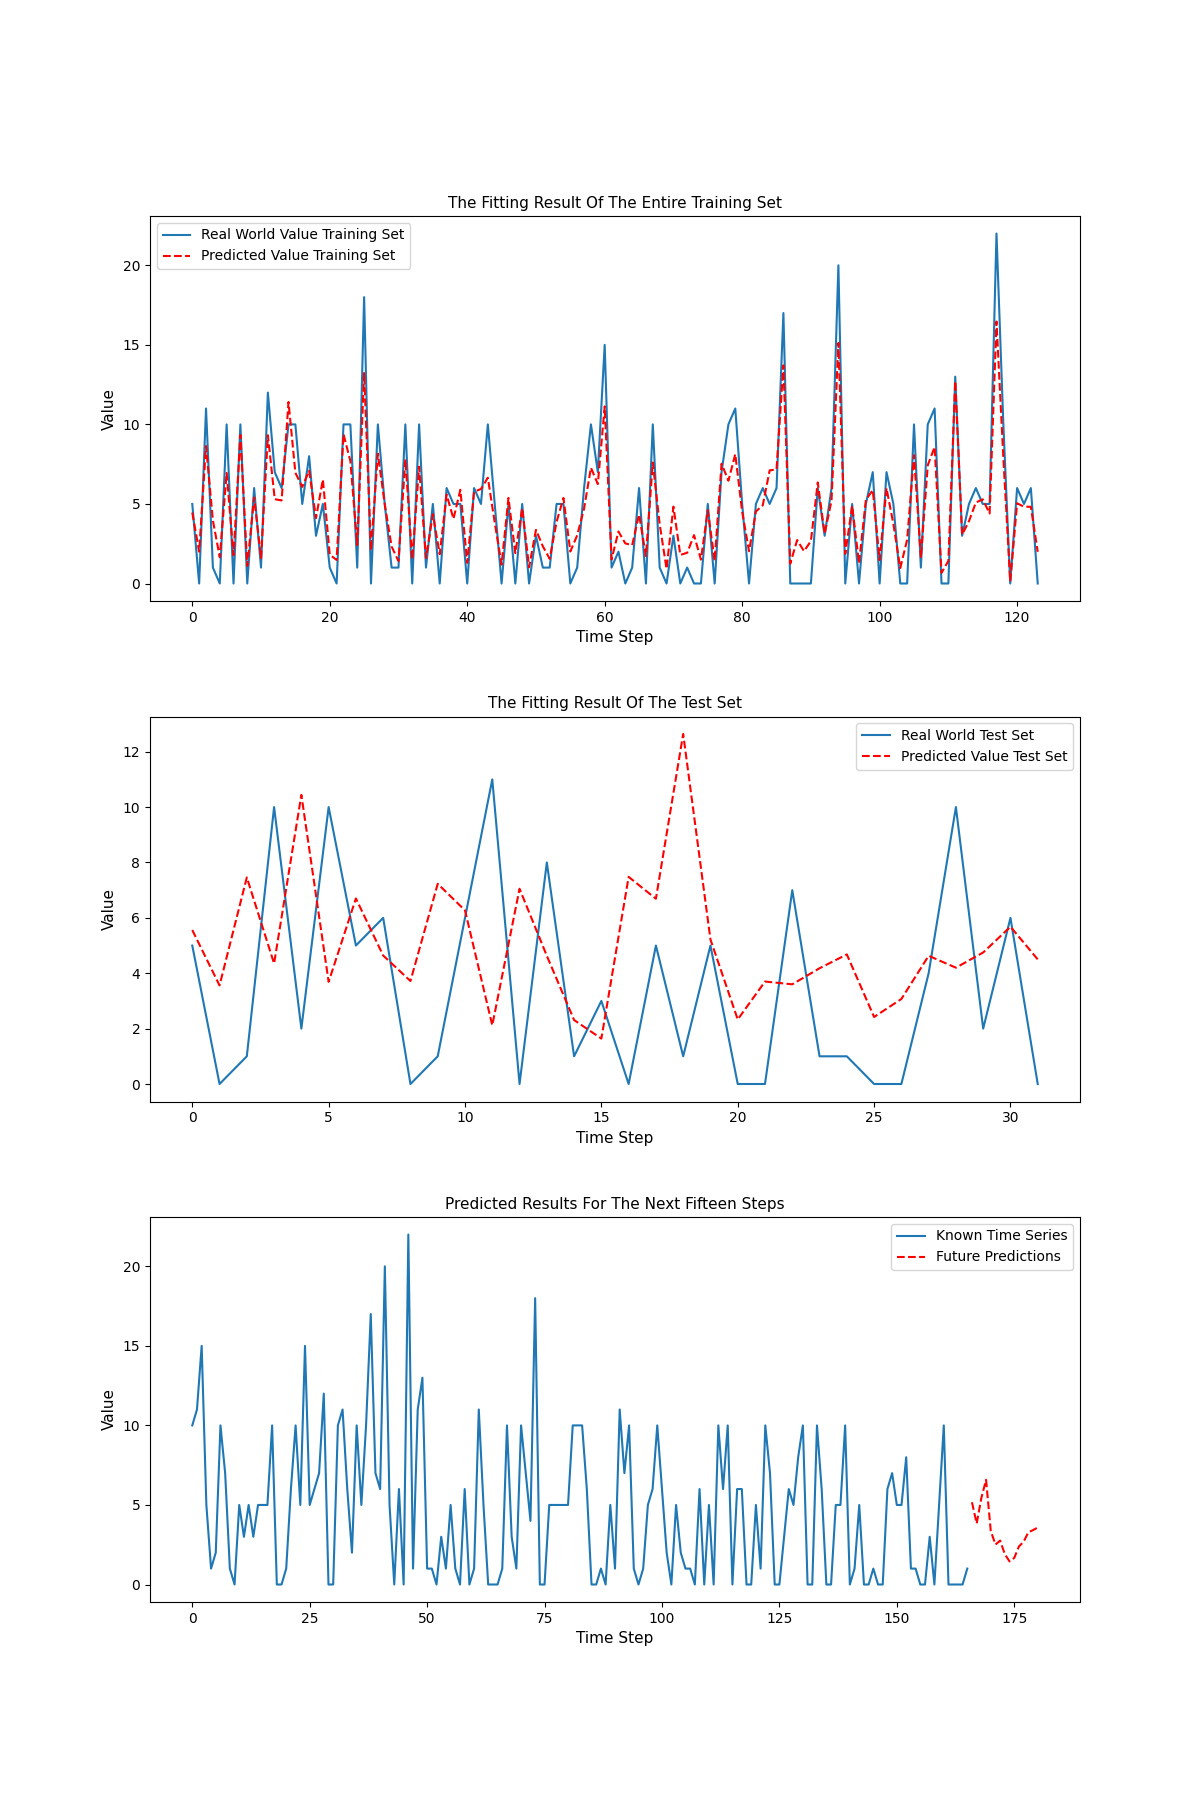 The Fitting Result Of The Entire Training Set
Real World Value Training Set
Predicted Value Training Set
Value
20
15
10
5
0
0 20 40 60 80 100 120
Time Step
The Fitting Result Of The Test Set
Real World Test Set
Predicted Value Test Set
Value
12
10
8
6
4
2
0
0 5 10 15 20 25 30
Time Step
Predicted Results For The Next Fifteen Steps
Known Time Series
Future Predictions
Value
20
15
10
5
0
0 25 50 75 100 125 150 175
Time Step